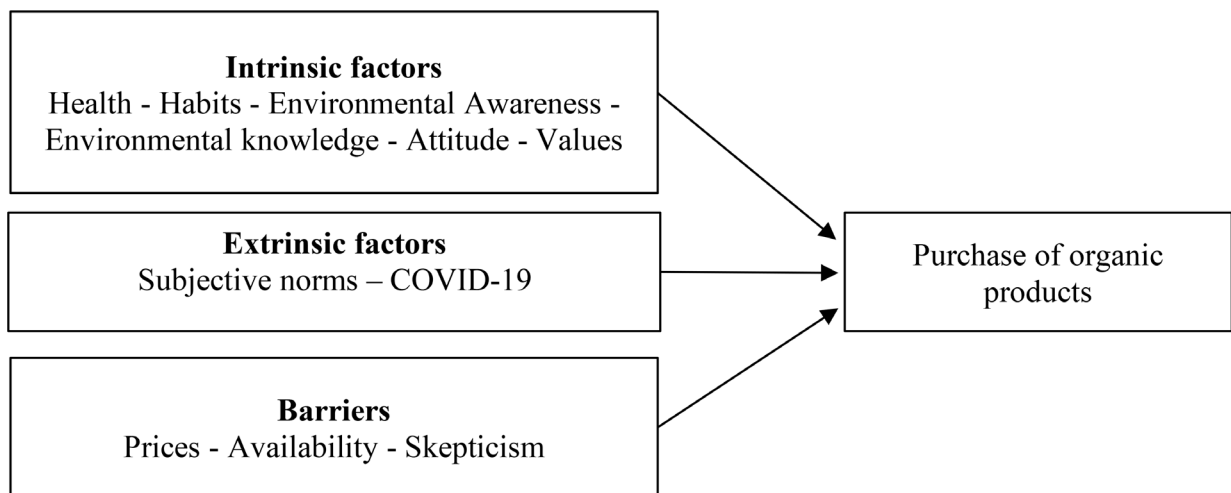 Intrinsic factors
Health - Habits - Environmental Awareness -
Environmental knowledge - Attitude - Values
Extrinsic factors
Subjective norms – COVID-19
Purchase of organic
products
Barriers
Prices - Availability - Skepticism